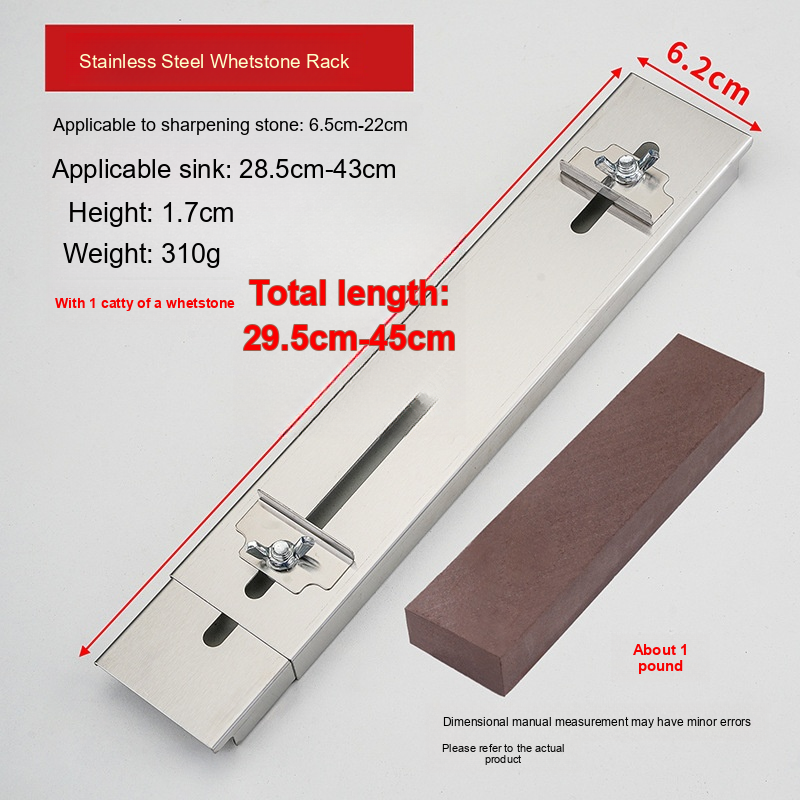 Stainless Steel Whetstone Rack
6.2cm
Applicable to sharpening stone: 6.5cm-22cm
Applicable sink: 28.5cm-43cm
Height: 1.7cm
Weight: 310g
With 1 catty of a whetstone
Total length:
29.5cm-45cm
About 1
pound
Dimensional manual measurement may have minor errors
Please refer to the actual
product